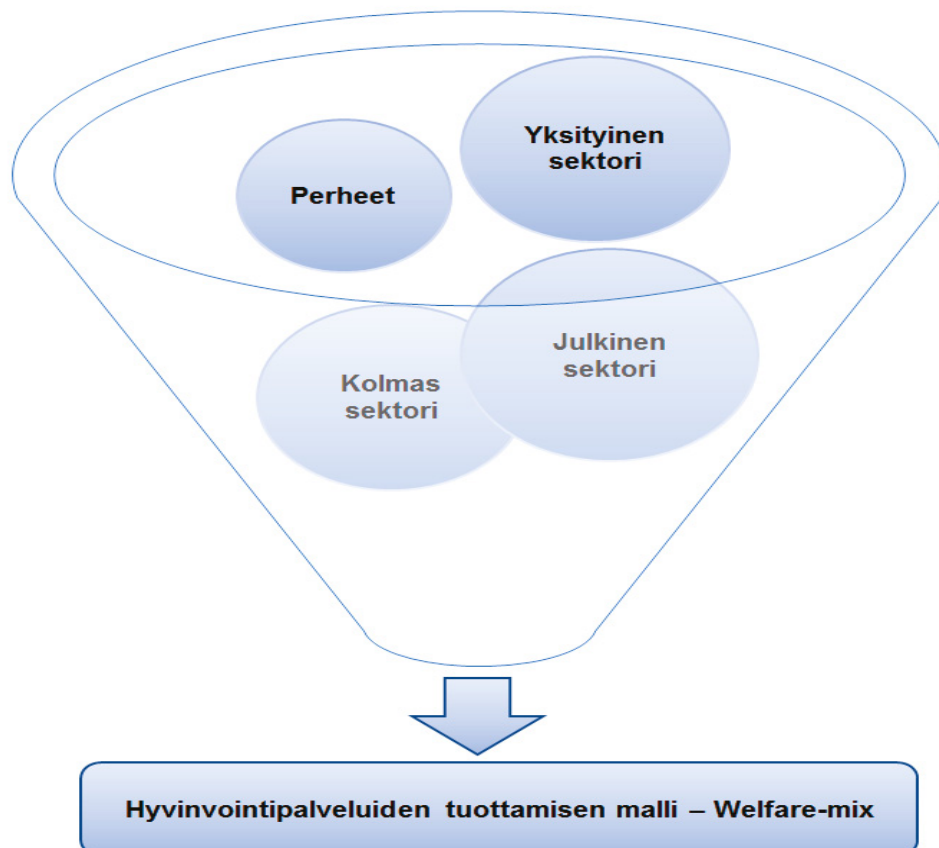 Yksityinen
sektori
Perheet
Julkinen
sektori
Kolmas
sektori
Hyvinvointipalveluiden tuottamisen malli – Welfare-mix